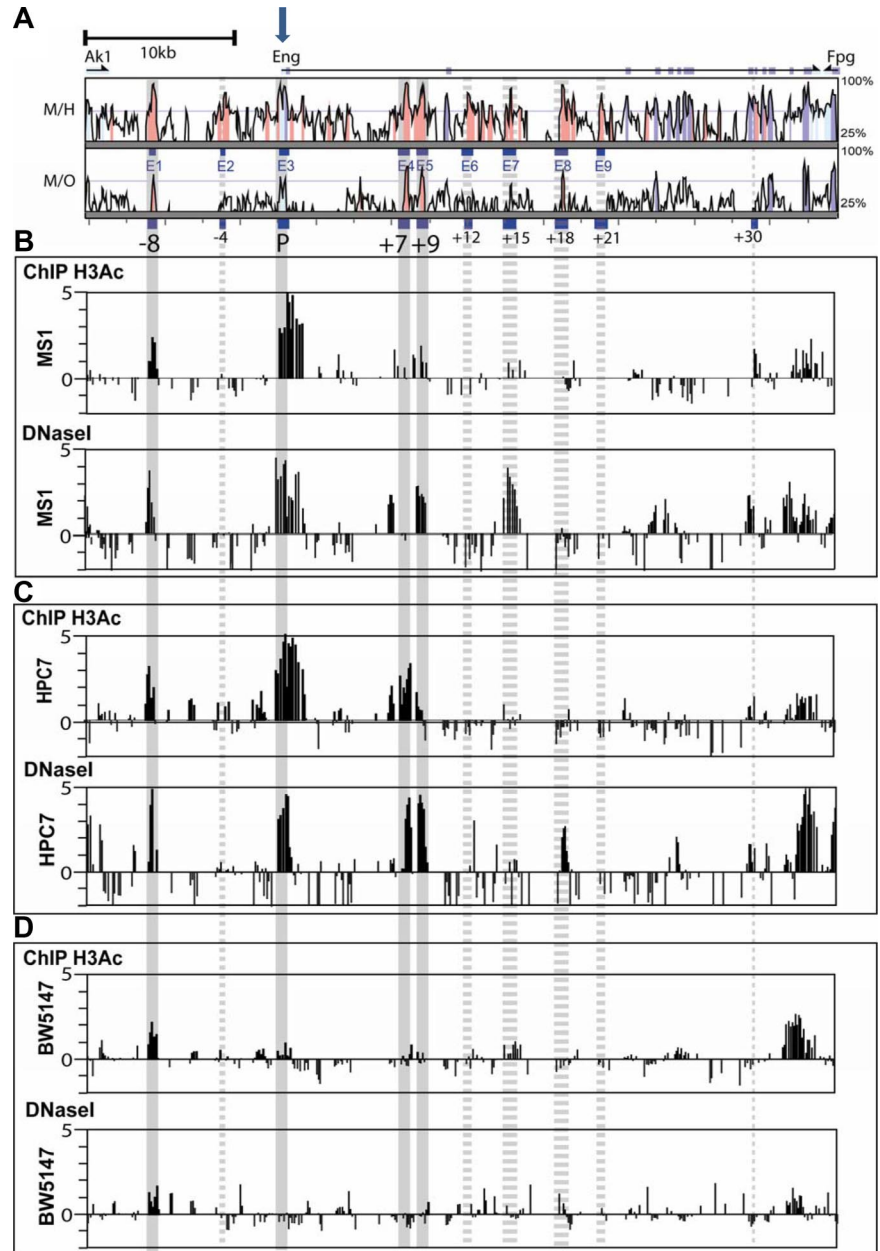 A
10kb
Ak1 Eng Fpg
M/H 100%
25%
M/O 100%
E1 E2 E3 E4 E5 E6 E7 E8 E9
25%
-8 -4 P +7 +9 +12 +15 +18 +21 +30
B
ChIP H3Ac
MS1
5
0
DNaseI
MS1
5
0
C
ChIP H3Ac
HPC7
5
0
DNaseI
HPC7
5
0
D
ChIP H3Ac
BW5147
5
0
DNaseI
BW5147
5
0